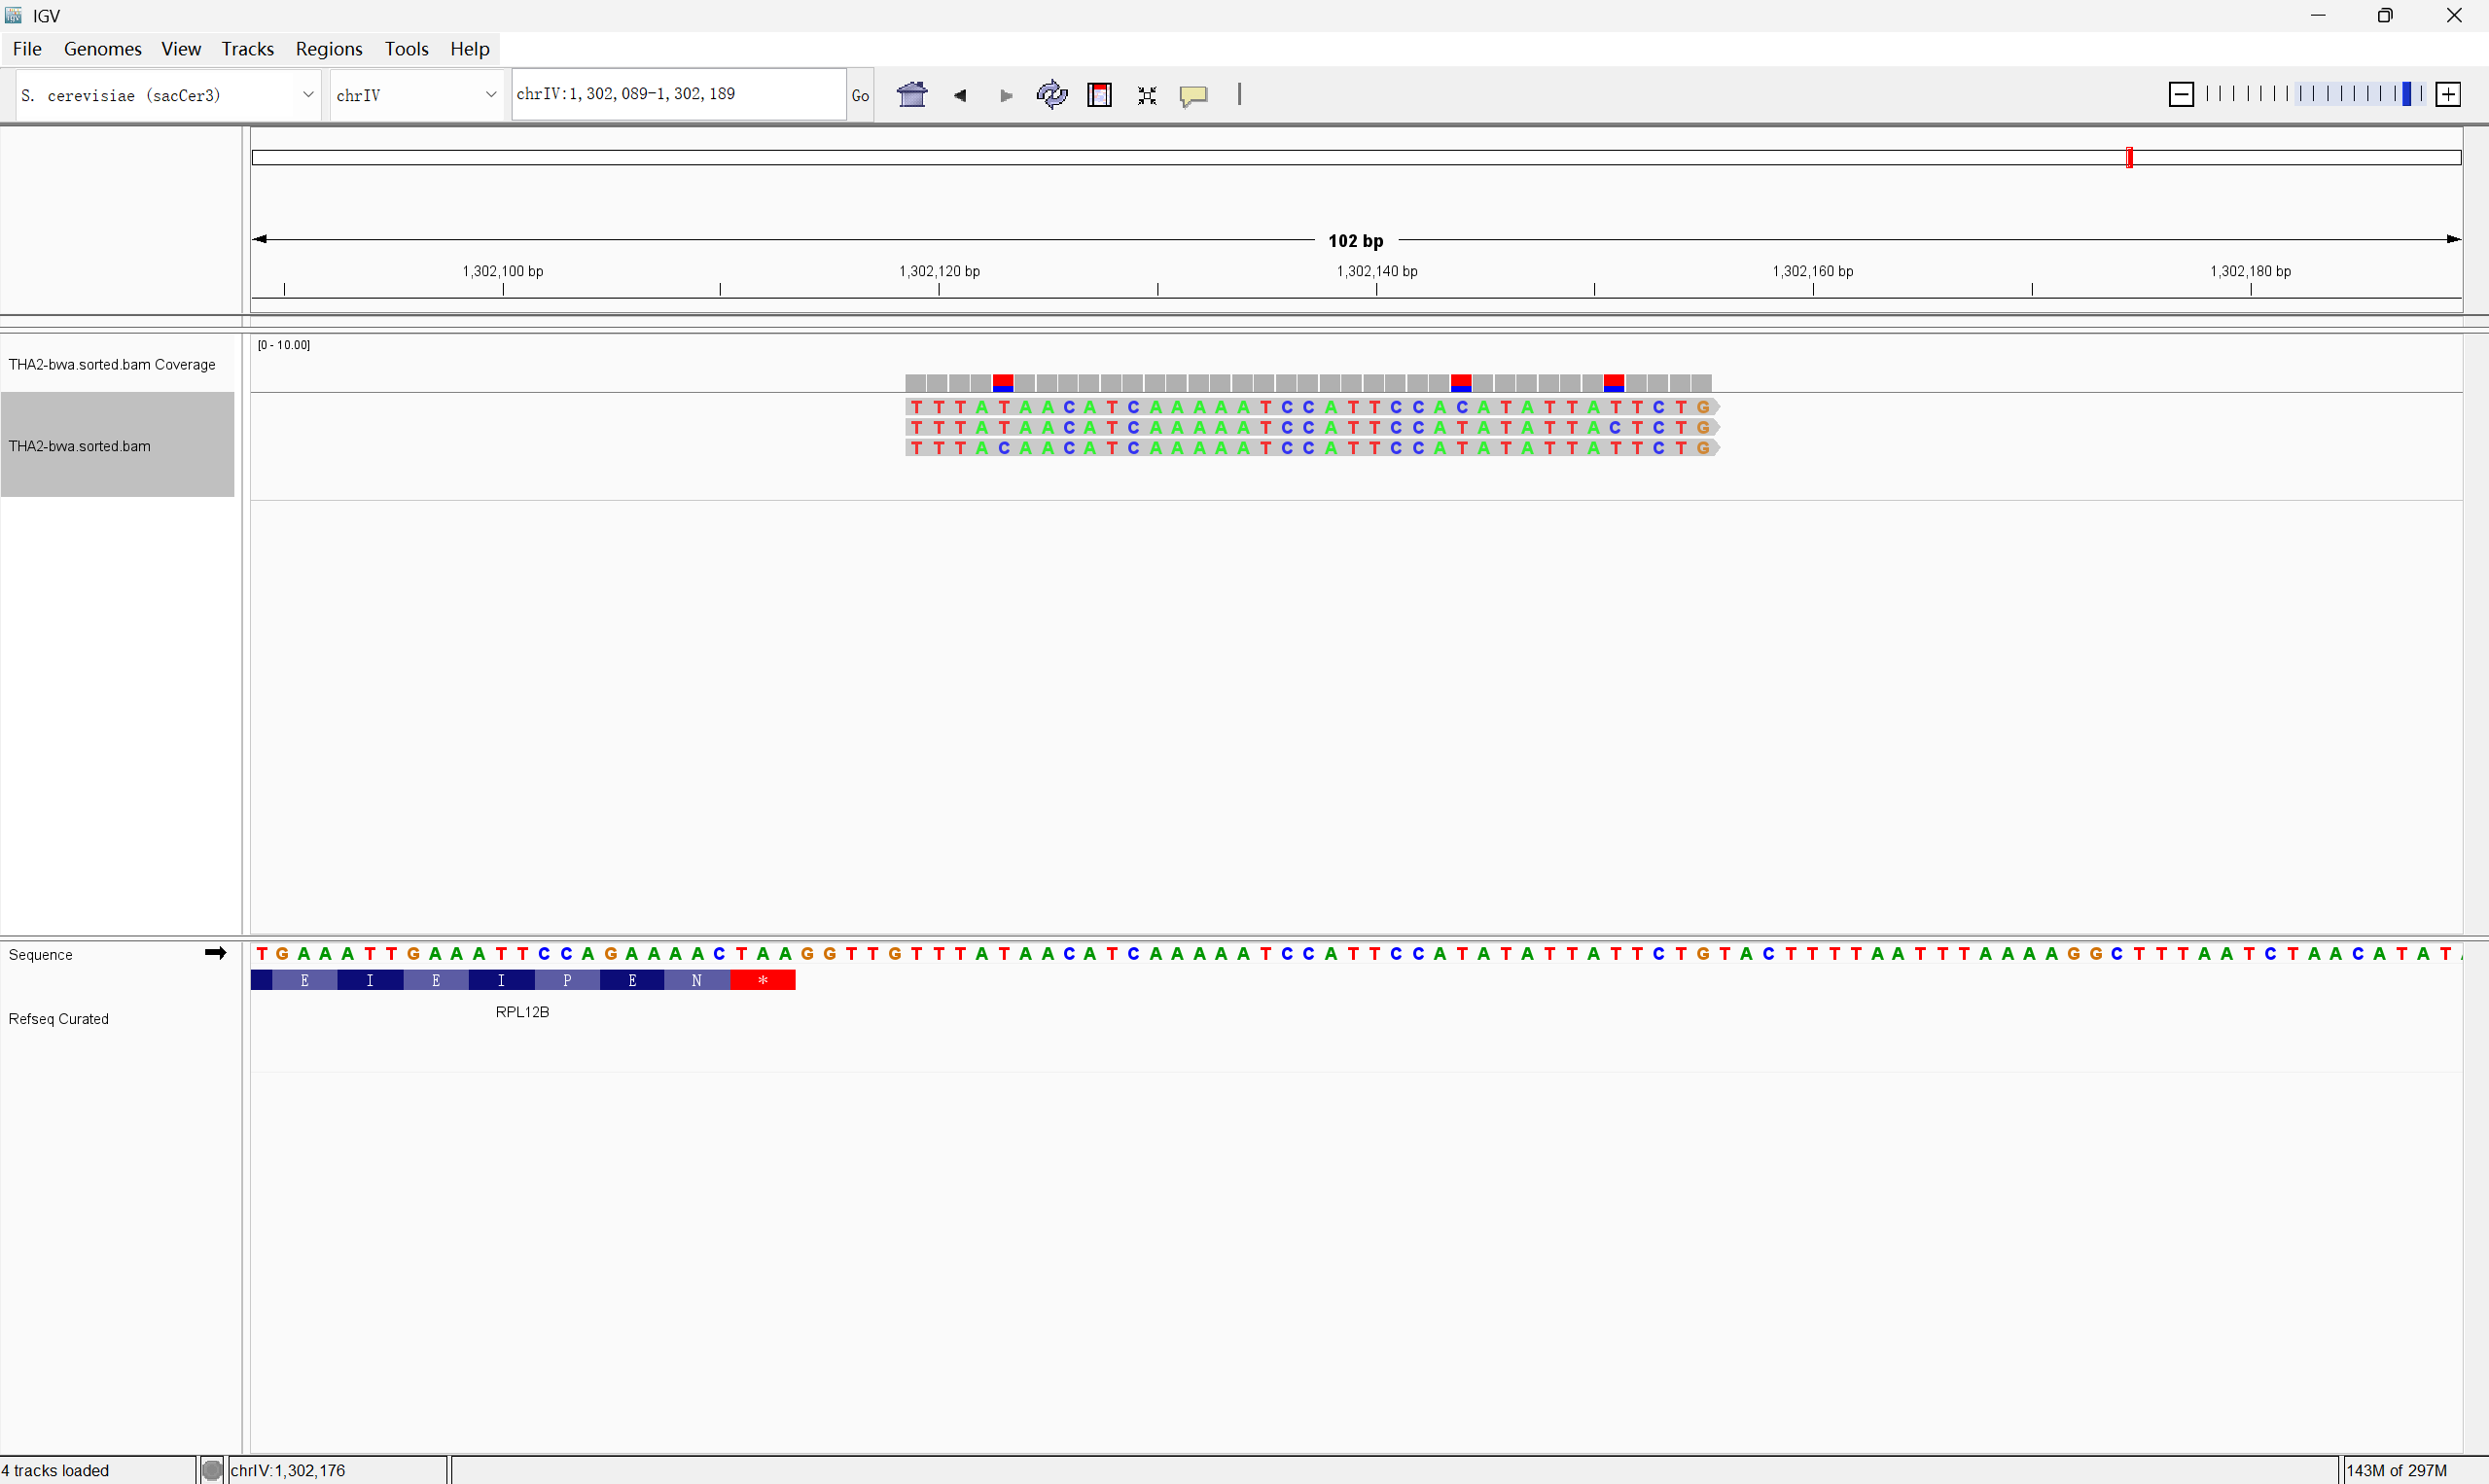 IGV
File Genomes View Tracks Regions Tools Help
S. cerevisiae (sacCer3) chrIV chrIV:1,302,089-1,302,189 Go
102 bp
1,302,100 bp 1,302,120 bp 1,302,140 bp 1,302,160 bp 1,302,180 bp
[0 - 10.00]
THA2-bwa.sorted.bam Coverage
T T T A T A A C A T C A A A A A T C C A T T C C A C A T A T T A T T C T G
T T T A T A A C A T C A A A A A T C C A T T C C A T A T A T T A C T C T G
T T T A C A A C A T C A A A A A T C C A T T C C A T A T A T T A T T C T G
THA2-bwa.sorted.bam
Sequence T G A A A T T G A A A T T C C A G A A A A C T A A G G T T G T T T A T A A C A T C A A A A A T C C A T T C C A T A T A T T A T T C T G T A C T T T T A A T T T A A A A G G C T T T A A T C T A A C A T A T
E I E I P E N *
RPL12B
Refseq Curated
4 tracks loaded chrIV:1,302,176 143M of 297M